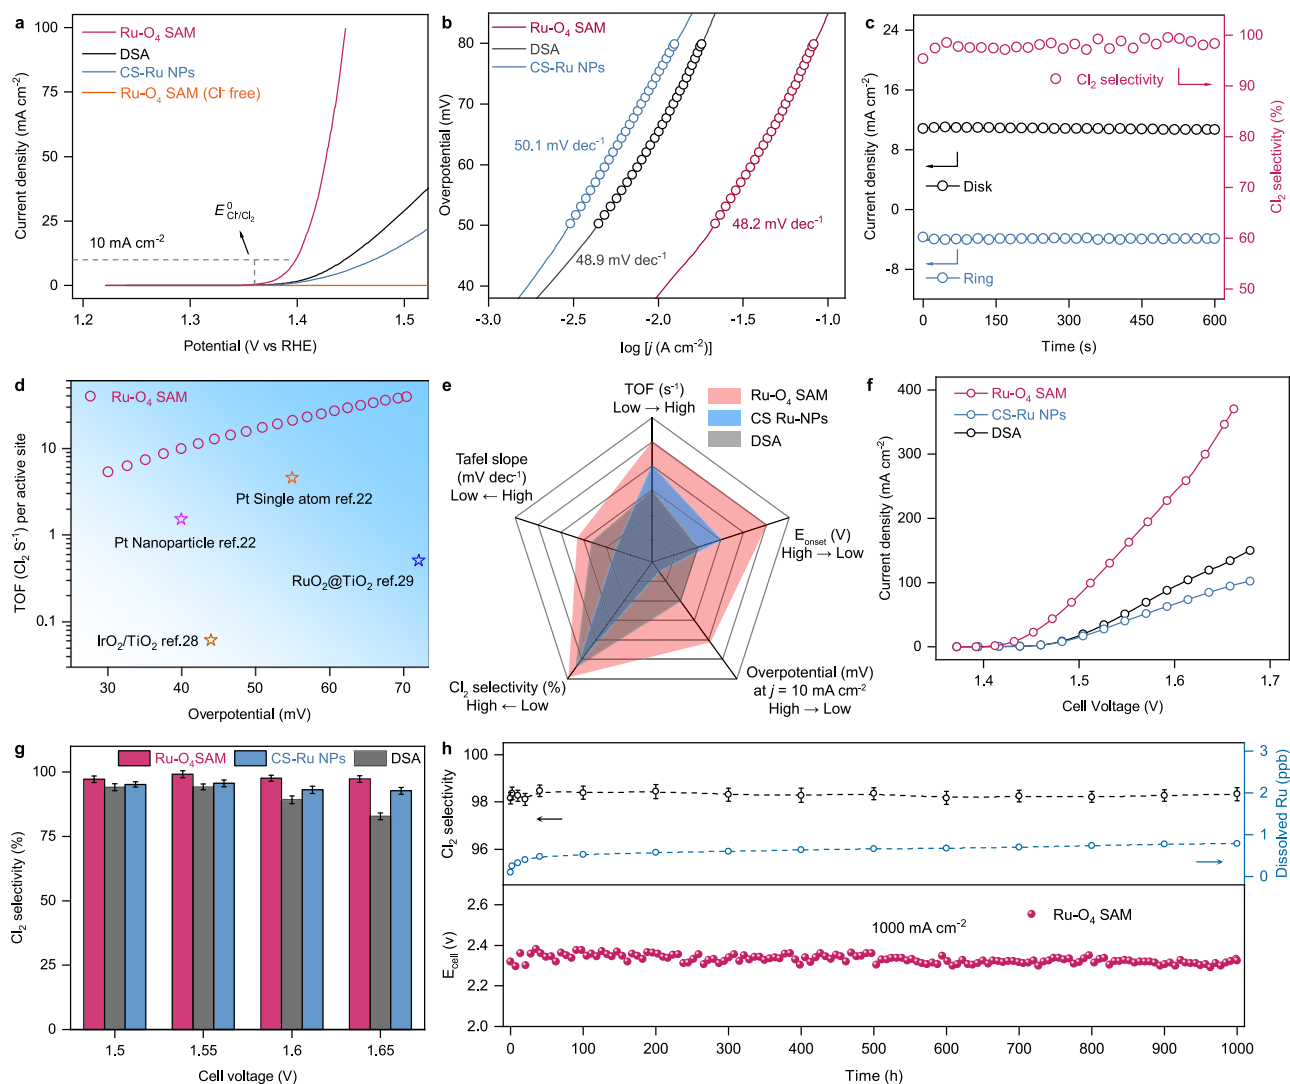 a
Ru-O4 SAM
DSA
CS-Ru NPs
Ru-O4 SAM (Cl- free)
E0Cl-/Cl2
10 mA cm-2
Current density (mA cm-2)
100
75
50
25
0
1.2
1.3
1.4
1.5
Potential (V vs RHE)
b
Ru-O4 SAM
DSA
CS-Ru NPs
50.1 mV dec-1
48.9 mV dec-1
48.2 mV dec-1
Overpotential (mV)
80
70
60
50
40
-3.0
-2.5
-2.0
-1.5
-1.0
log [j (A cm-2)]
c
Cl2 selectivity
Disk
Ring
Current density (mA cm-2)
24
16
8
0
-8
Cl2 selectivity (%)
100
90
80
70
60
50
0
150
300
450
600
Time (s)
d
Ru-O4 SAM
Pt Single atom ref.22
Pt Nanoparticle ref.22
RuO2@TiO2 ref.29
IrO2/TiO2 ref.28
TOF (Cl2 S-1) per active site
10
1
0.1
30
40
50
60
70
Overpotential (mV)
e
TOF (s-1)
Low → High
Ru-O4 SAM
CS Ru-NPs
DSA
Tafel slope
(mV dec-1)
Low ← High
Eonset (V)
High → Low
Cl2 selectivity (%)
High ← Low
Overpotential (mV)
at j = 10 mA cm-2
High → Low
f
Ru-O4 SAM
CS-Ru NPs
DSA
Current density (mA cm-2)
400
300
200
100
0
1.4
1.5
1.6
1.7
Cell Voltage (V)
g
Ru-O4SAM
CS-Ru NPs
DSA
Cl2 selectivity (%)
100
75
50
25
0
1.5
1.55
1.6
1.65
Cell voltage (V)
h
Cl2 selectivity
100
98
96
Dissolved Ru (ppb)
3
2
1
0
1000 mA cm-2
Ru-O4 SAM
Ecell (v)
2.6
2.4
2.2
2.0
0
100
200
300
400
500
600
700
800
900
1000
Time (h)